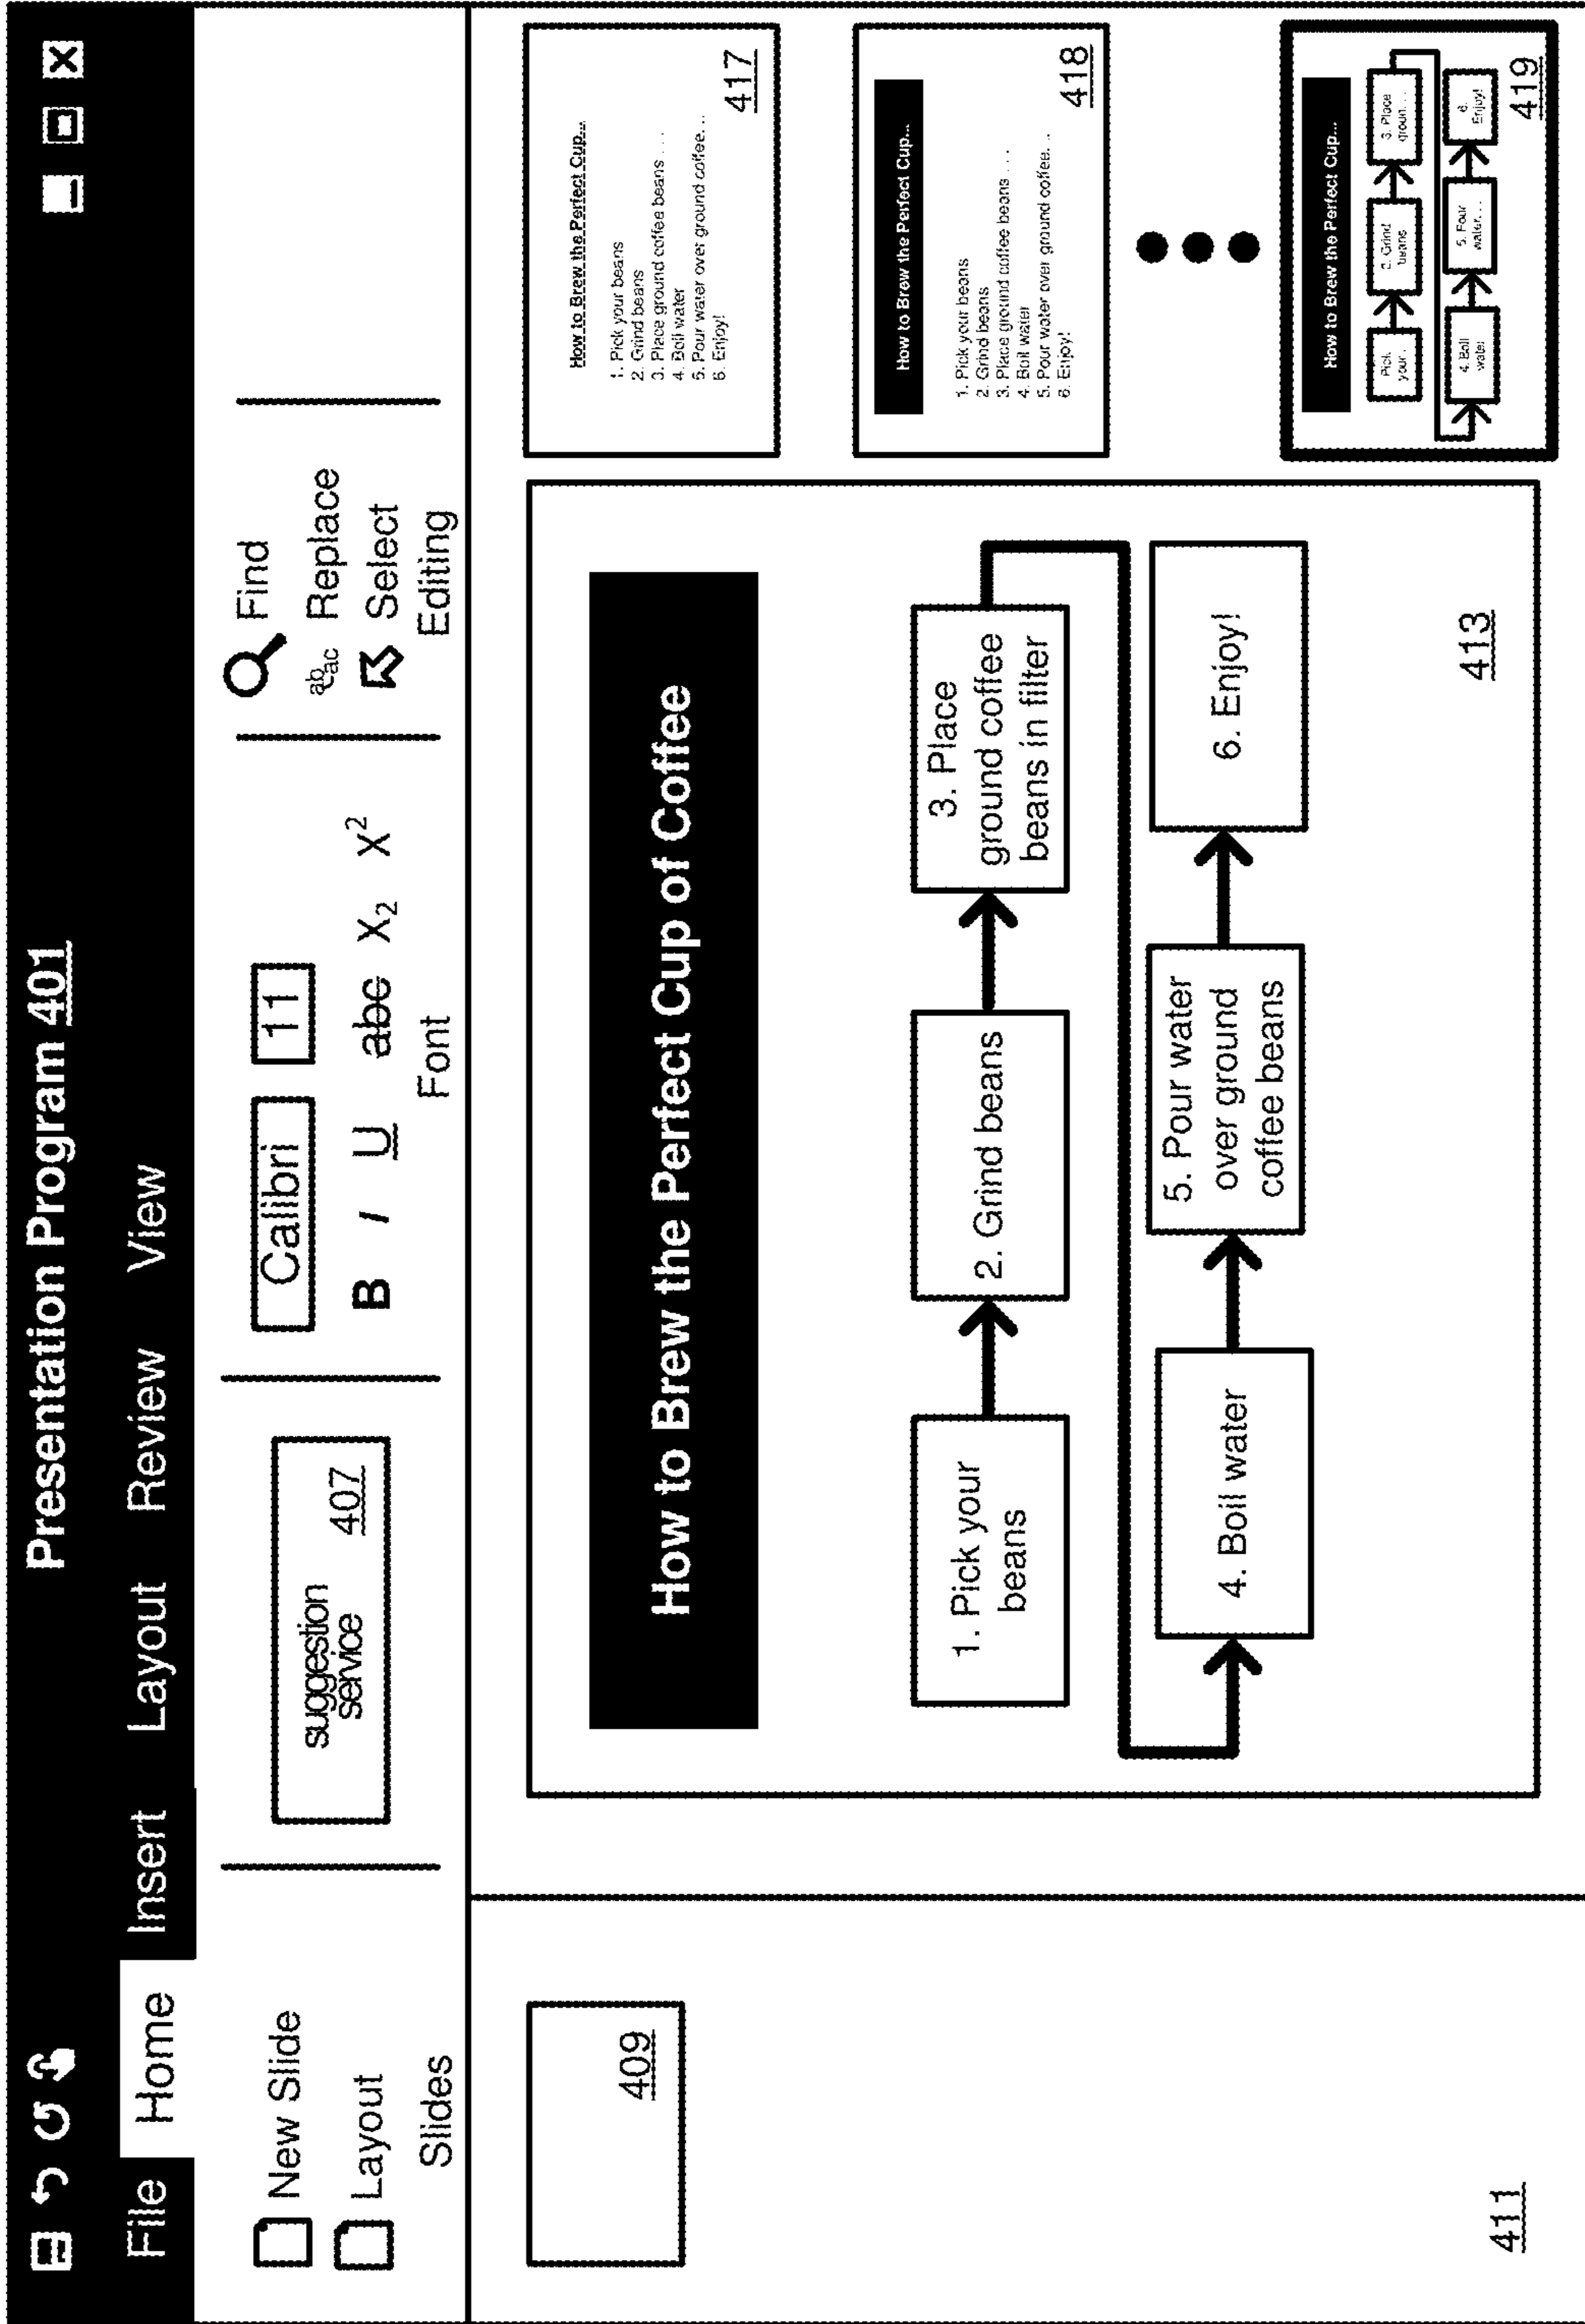 Presentation Program 401
File Home Insert Layout Review View
New Slide
Layout
Slides
suggestion
service
407
Calibri 11
B I U abc X2 X2
Font
Find
ab
ac Replace
Select
Editing
409
411
How to Brew the Perfect Cup of Coffee
1. Pick your
beans
2. Grind beans
3. Place
ground coffee
beans in filter
4. Boil water
5. Pour water
over ground
coffee beans
6. Enjoy!
413
How to Brew the Perfect Cup...
1. Pick your beans
2. Grind beans
3. Place ground coffee beans . . .
4. Boil water
5. Pour water over ground coffee. . .
6. Enjoy!
417
How to Brew the Perfect Cup...
1. Pick your beans
2. Grind beans
3. Place ground coffee beans . . .
4. Boil water
5. Pour water over ground coffee. . .
6. Enjoy!
418
How to Brew the Perfect Cup...
Pick
your .
2. Grind
beans
3. Place
groun. . .
4. Boil
water
5. Pour
water. . .
6.
Enjoy!
419